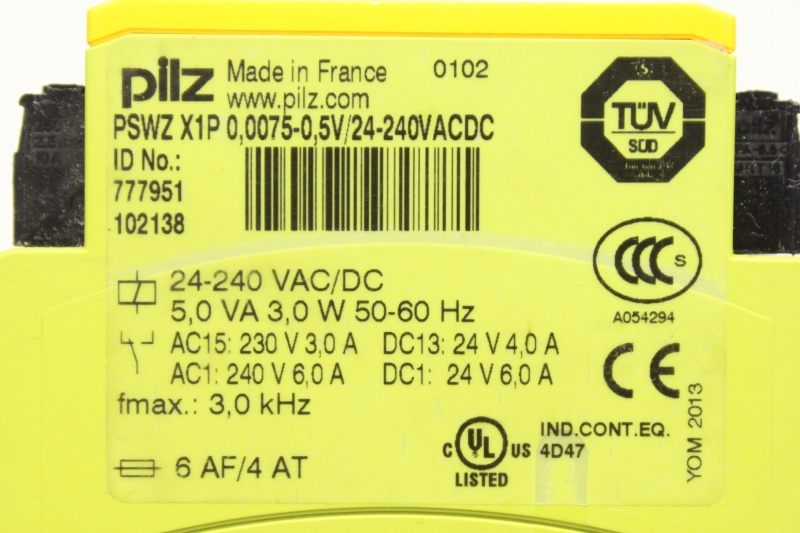 pilz Made in France 0102
www.pilz.com
PSWZ X1P 0,0075-0,5V/24-240VACDC
ID No.:
777951
102138
TÜV
SÜD
CCC S
A054294
24-240 VAC/DC
5,0 VA 3,0 W 50-60 Hz
AC15: 230 V 3,0 A DC13: 24 V 4,0 A
AC1: 240 V 6,0 A DC1: 24 V 6,0 A
CE
fmax.: 3,0 kHz
YOM 2013
6 AF/4 AT
C UL US
LISTED
IND.CONT.EQ.
4D47